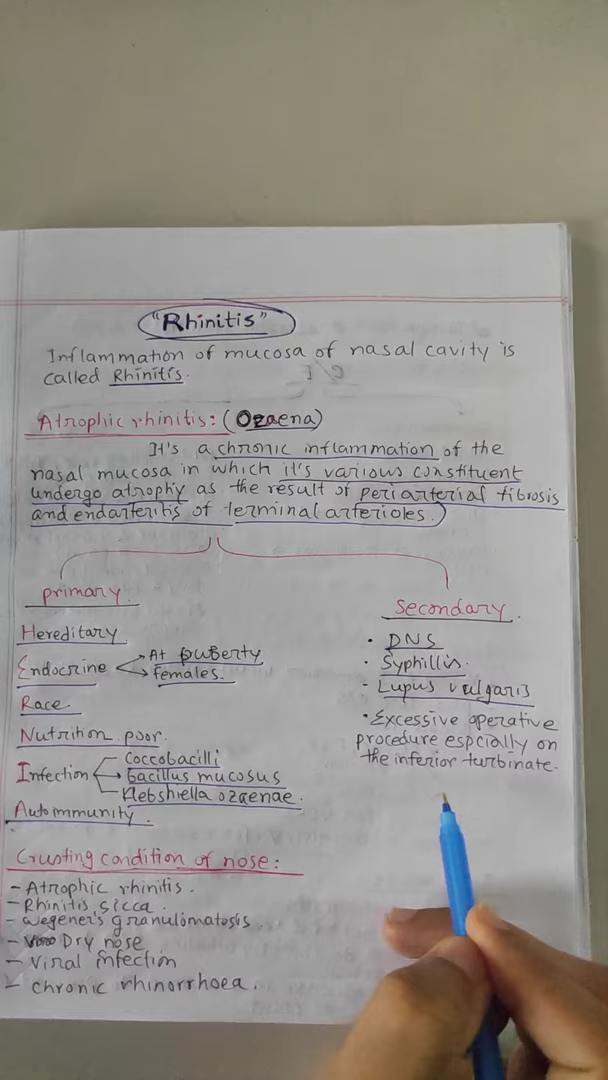 "Rhinitis"
Inflammation of mucosa of nasal cavity is
called Rhinitis.
Atrophic rhinitis: (Ozaena)
It's a chronic inflammation of the
nasal mucosa in which it's various constituent
undergo atrophy as the result of periarterial fibrosis
and endarteritis of terminal arterioles.)
primary.
Hereditary
Endocrine At puberty
females.
Race.
Nutrition poor.
Infection Coccobacilli
bacillus mucosus
Klebshiella ozaenae.
Autoimmunity.
Secondary.
• DNS
• Syphillis.
- Lupus vulgaris
• Excessive operative
procedure espcially on
the inferior turbinate.
Crusting condition of nose:
- Atrophic rhinitis.
- Rhinitis sicca.
- Wegener's granulomatosis.
- Dry nose
- Viral infection
- chronic rhinorrhoea.